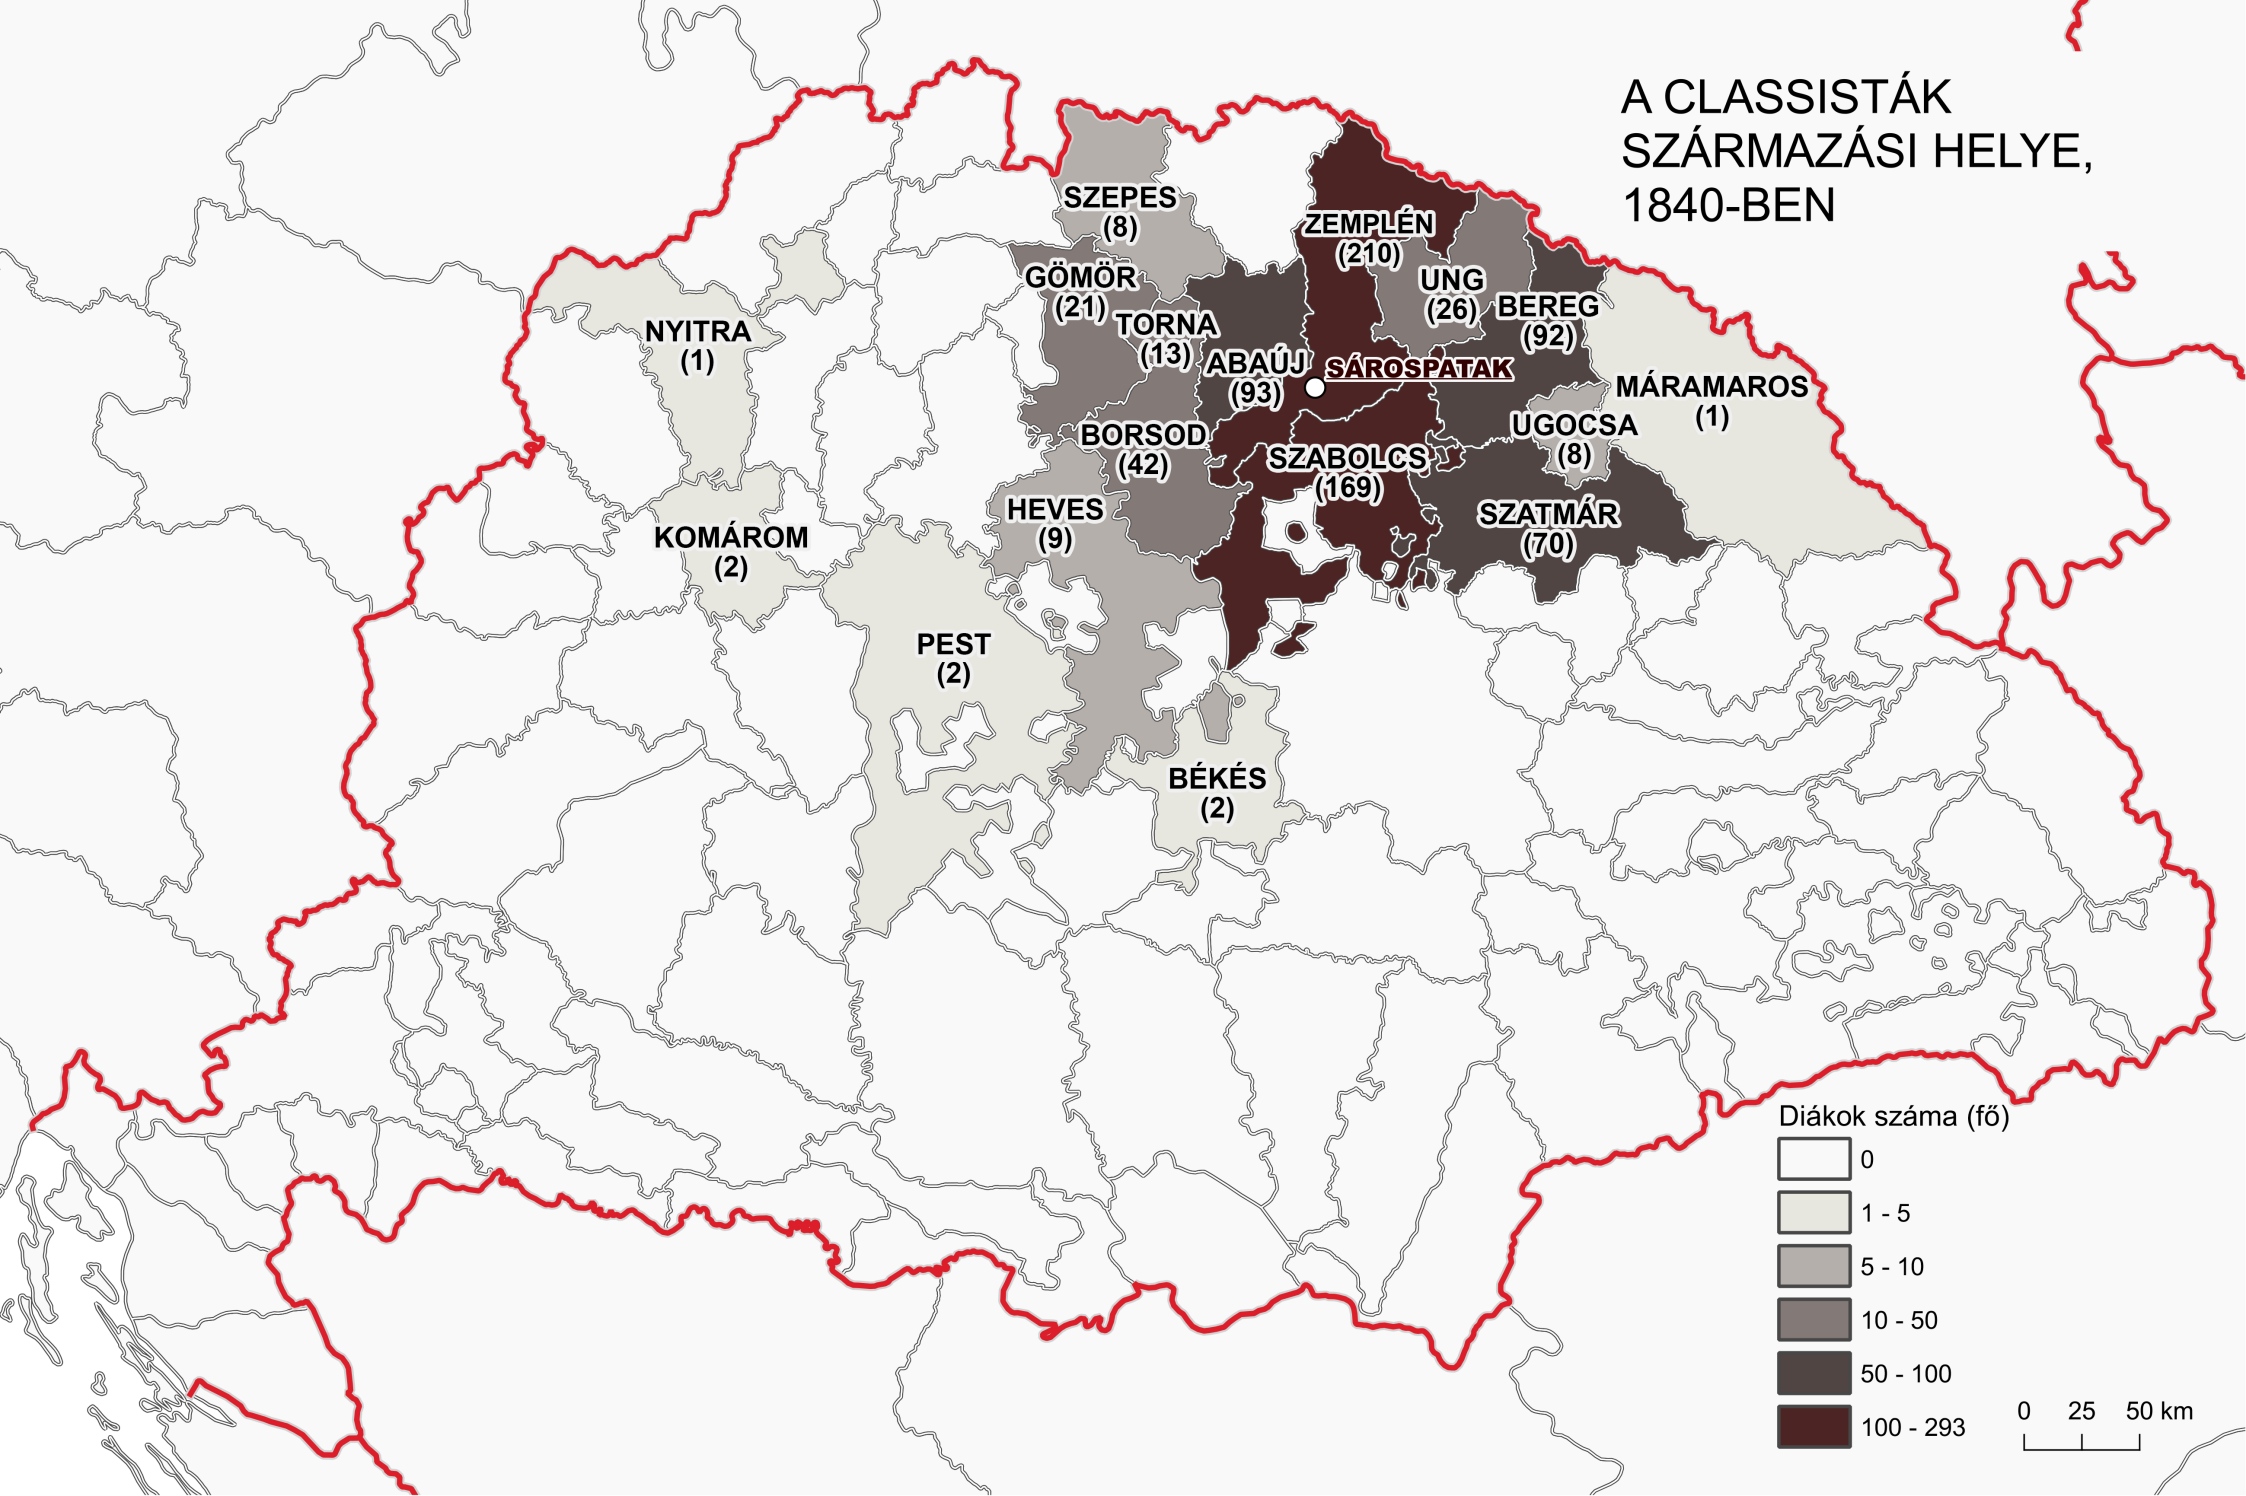 A CLASSISTÁK
SZÁRMAZÁSI HELYE,
1840-BEN
SZEPES
(8)
ZEMPLÉN
(210)
GÖMÖR
(21)
UNG
(26)
BEREG
(92)
NYITRA
(1)
TORNA
(13)
ABAÚJ
(93)
SÁROSPATAK
MÁRAMAROS
(1)
UGOCSA
(8)
BORSOD
(42)
SZABOLCS
(169)
HEVES
(9)
SZATMÁR
(70)
KOMÁROM
(2)
PEST
(2)
BÉKÉS
(2)
Diákok száma (fő)
0
1 - 5
5 - 10
10 - 50
50 - 100
100 - 293
0 25 50 km